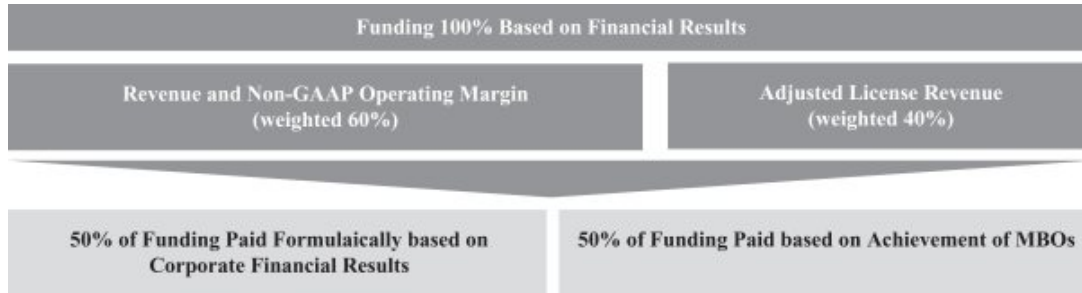 Funding 100% Based on Financial Results
Revenue and Non-GAAP Operating Margin
(weighted 60%)
Adjusted License Revenue
(weighted 40%)
50% of Funding Paid Formulaically based on
Corporate Financial Results
50% of Funding Paid based on Achievement of MBOs